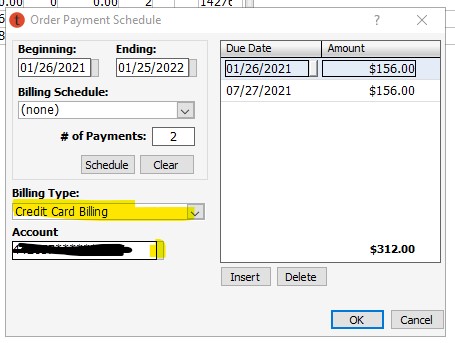 0.00 0 0.00 2 14276
Order Payment Schedule
?
Beginning: Ending:
01/26/2021 01/25/2022
Billing Schedule:
(none)
# of Payments: 2
Schedule Clear
Billing Type:
Credit Card Billing
Account
Due Date Amount
01/26/2021 $156.00
07/27/2021 $156.00
$312.00
Insert Delete
OK Cancel